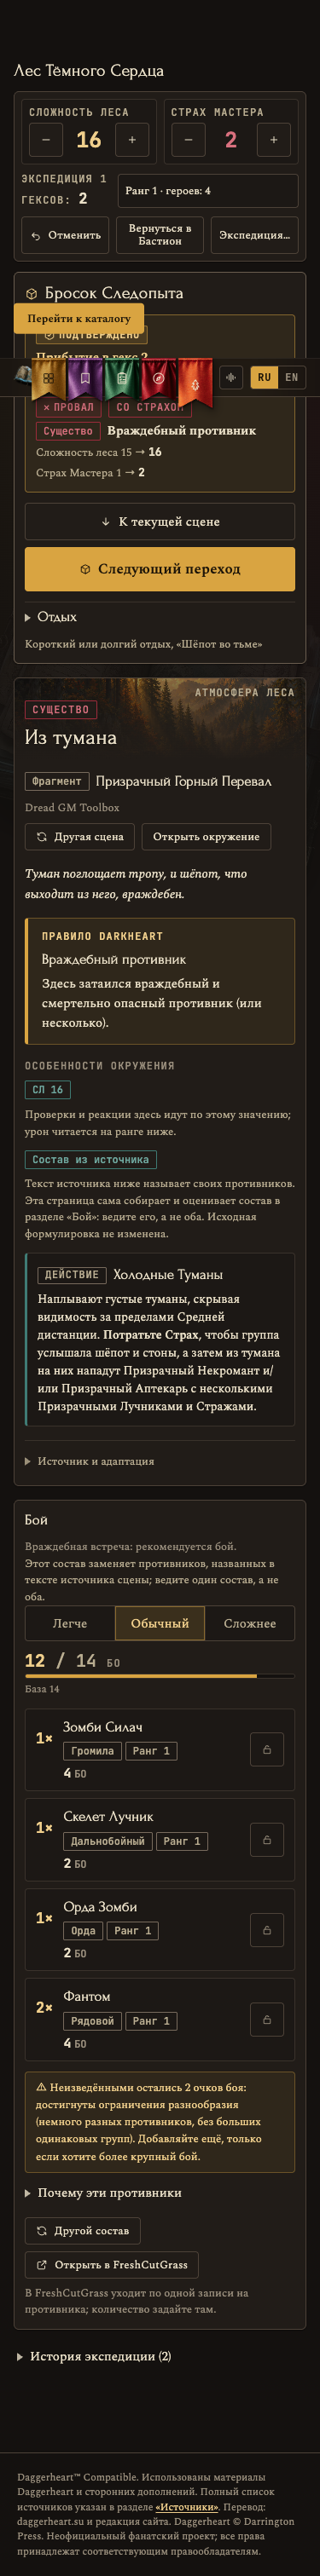 Лес Тёмного Сердца
СЛОЖНОСТЬ ЛЕСА
− 16 +
СТРАХ МАСТЕРА
− 2 +
ЭКСПЕДИЦИЯ 1
ГЕКСОВ: 2
Ранг 1 · героев: 4
Отменить
Вернуться в
Бастион
Экспедиция…
Бросок Следопыта
Перейти к каталогу
RU EN
× ПРОВАЛ
СО СТРАХОМ
Существо Враждебный противник
Сложность леса 15 → 16
Страх Мастера 1 → 2
К текущей сцене
Следующий переход
Отдых
Короткий или долгий отдых, «Шёпот во тьме»
АТМОСФЕРА ЛЕСА
СУЩЕСТВО
Из тумана
Фрагмент Призрачный Горный Перевал
Dread GM Toolbox
Другая сцена
Открыть окружение
Туман поглощает тропу, и шёпот, что
выходит из него, враждебен.
ПРАВИЛО DARKHEART
Враждебный противник
Здесь затаился враждебный и
смертельно опасный противник (или
несколько).
ОСОБЕННОСТИ ОКРУЖЕНИЯ
СЛ 16
Проверки и реакции здесь идут по этому значению;
урон читается на ранге ниже.
Состав из источника
Текст источника ниже называет своих противников.
Эта страница сама собирает и оценивает состав в
разделе «Бой»: ведите его, а не оба. Исходная
формулировка не изменена.
ДЕЙСТВИЕ Холодные Туманы
Наплывают густые туманы, скрывая
видимость за пределами Средней
дистанции. Потратьте Страх, чтобы группа
услышала шёпот и стоны, а затем из тумана
на них нападут Призрачный Некромант и/
или Призрачный Аптекарь с несколькими
Призрачными Лучниками и Стражами.
Источник и адаптация
Бой
Враждебная встреча: рекомендуется бой.
Этот состав заменяет противников, названных в
тексте источника сцены; ведите один состав, а не
оба.
Легче
Обычный
Сложнее
12 / 14 БО
База 14
1×
Зомби Силач
Громила Ранг 1
4 БО
1×
Скелет Лучник
Дальнобойный Ранг 1
2 БО
1×
Орда Зомби
Орда Ранг 1
2 БО
2×
Фантом
Рядовой Ранг 1
4 БО
⚠ Неизведёнными остались 2 очков боя:
достигнуты ограничения разнообразия
(немного разных противников, без больших
одинаковых групп). Добавляйте ещё, только
если хотите более крупный бой.
Почему эти противники
Другой состав
Открыть в FreshCutGrass
В FreshCutGrass уходит по одной записи на
противника; количество задайте там.
История экспедиции (2)
Daggerheart™ Compatible. Использованы материалы
Daggerheart и сторонних дополнений. Полный список
источников указан в разделе «Источники». Перевод:
daggerheart.su и редакция сайта. Daggerheart © Darrington
Press. Неофициальный фанатский проект; все права
принадлежат соответствующим правообладателям.